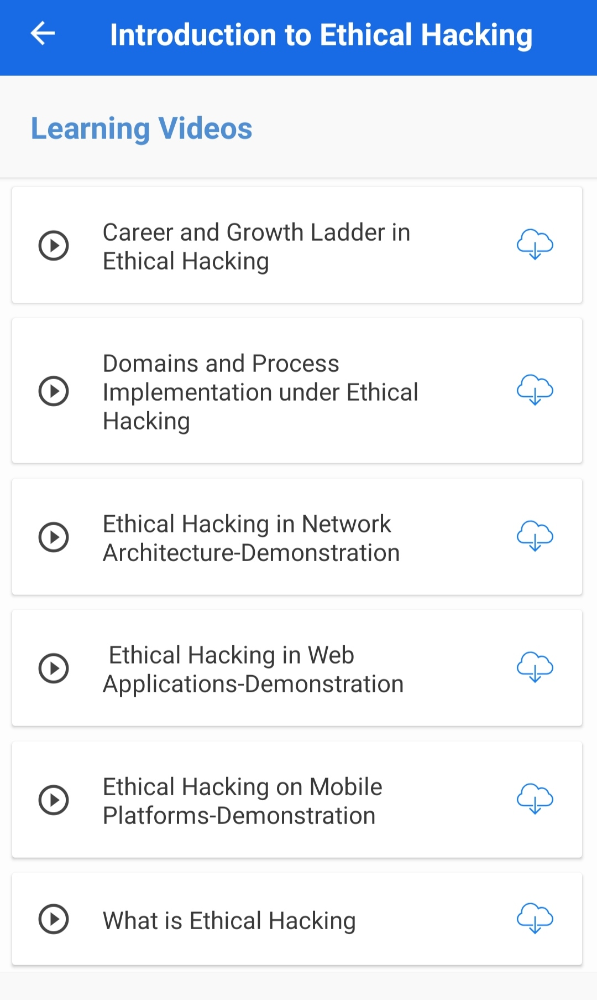 Introduction to Ethical Hacking
Learning Videos
Career and Growth Ladder in
Ethical Hacking
Domains and Process
Implementation under Ethical
Hacking
Ethical Hacking in Network
Architecture-Demonstration
Ethical Hacking in Web
Applications-Demonstration
Ethical Hacking on Mobile
Platforms-Demonstration
What is Ethical Hacking